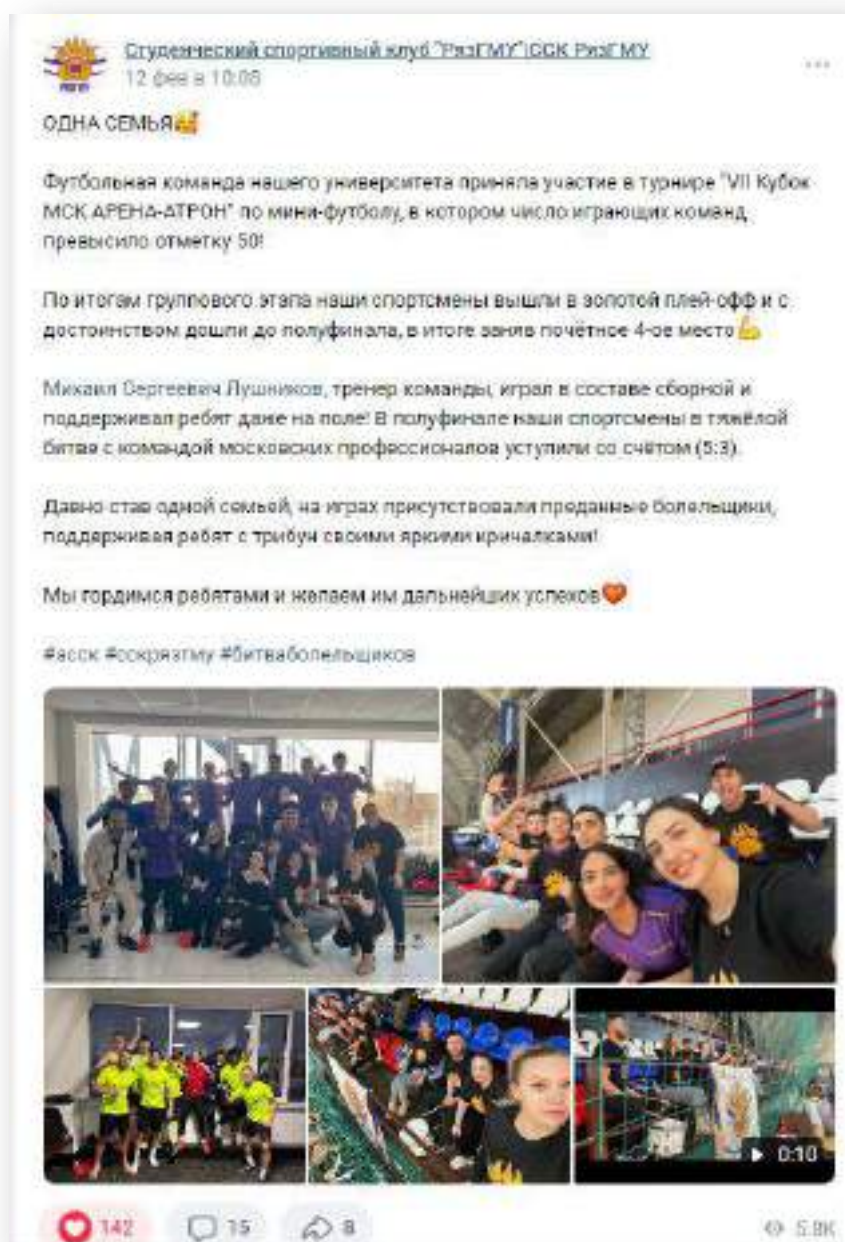 Студенческий спортивный клуб "РязГМУ"|ССК РязГМУ
12 фев в 10:08
ОДНА СЕМЬЯ🥰
Футбольная команда нашего университета приняла участие в турнире "VII Кубок
МСК АРЕНА-АТРОН" по мини-футболу, в котором число играющих команд
превысило отметку 50!
По итогам группового этапа наши спортсмены вышли в золотой плей-офф и с
достоинством дошли до полуфинала, в итоге заняв почётное 4-ое место💪
Михаил Сергеевич Лушников, тренер команды, играл в составе сборной и
поддерживал ребят даже на поле! В полуфинале наши спортсмены в тяжёлой
битве с командой московских профессионалов уступили со счётом (5:3).
Давно став одной семьей, на играх присутствовали преданные болельщики,
поддерживая ребят с трибун своими яркими кричалками!
Мы гордимся ребятами и желаем им дальнейших успехов❤
#асск #сскрязгму #битваболельщиков
0:10
142 15 8 5.8K